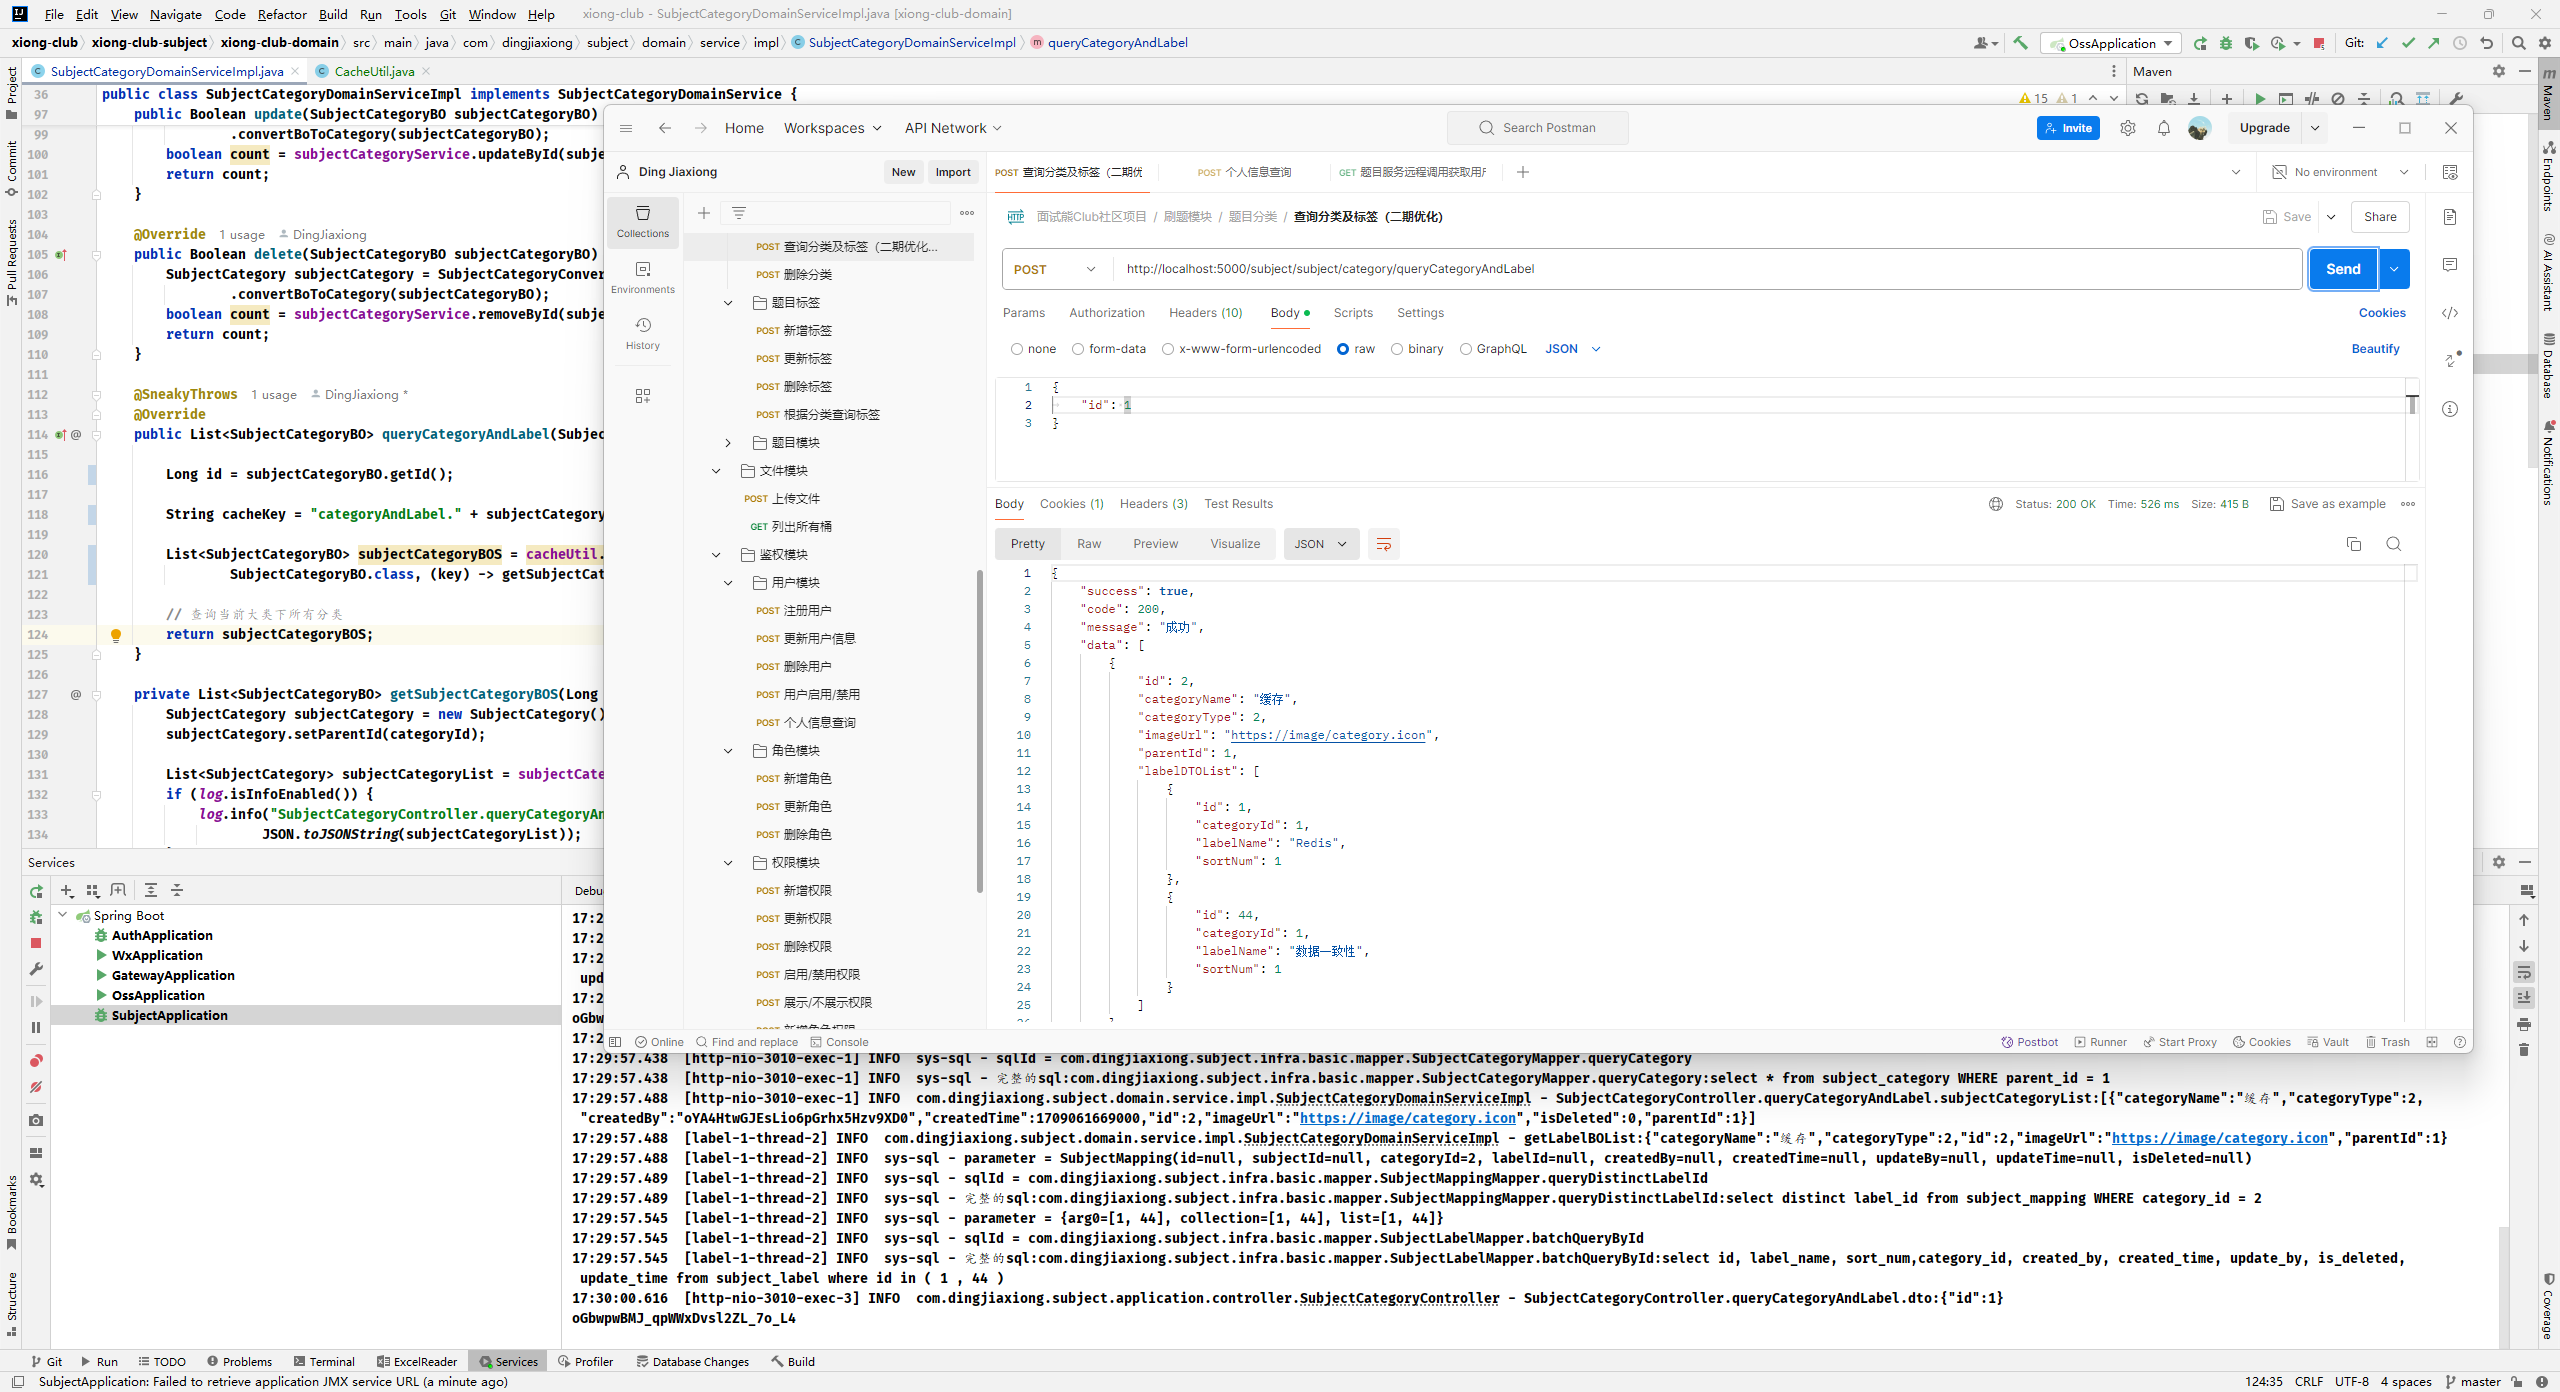 File Edit View Navigate Code Refactor Build Run Tools Git Window Help xiong-club - SubjectCategoryDomainServiceImpl.java [xiong-club-domain]
xiong-club xiong-club-subject xiong-club-domain src main java com dingjiaxiong subject domain service impl SubjectCategoryDomainServiceImpl queryCategoryAndLabel OssApplication Git:
SubjectCategoryDomainServiceImpl.java CacheUtil.java Maven
Project
Commit
Pull Requests
Bookmarks
Structure
36 public class SubjectCategoryDomainServiceImpl implements SubjectCategoryDomainService {
15 1
97 public Boolean update(SubjectCategoryBO subjectCategoryBO)
99 .convertBoToCategory(subjectCategoryBO);
100 boolean count = subjectCategoryService.updateById(subje
101 return count;
102 }
103
104 @Override 1 usage DingJiaxiong
105 public Boolean delete(SubjectCategoryBO subjectCategoryBO)
106 SubjectCategory subjectCategory = SubjectCategoryConver
107 .convertBoToCategory(subjectCategoryBO);
108 boolean count = subjectCategoryService.removeById(subje
109 return count;
110 }
111
112 @SneakyThrows 1 usage DingJiaxiong *
113 @Override
114 public List<SubjectCategoryBO> queryCategoryAndLabel(Subjec
115
116 Long id = subjectCategoryBO.getId();
117
118 String cacheKey = "categoryAndLabel." + subjectCategory
119
120 List<SubjectCategoryBO> subjectCategoryBOS = cacheUtil.
121 SubjectCategoryBO.class, (key) -> getSubjectCat
122
123 // 查询当前大类下所有分类
124 return subjectCategoryBOS;
125 }
126
127 private List<SubjectCategoryBO> getSubjectCategoryBOS(Long
128 SubjectCategory subjectCategory = new SubjectCategory()
129 subjectCategory.setParentId(categoryId);
130
131 List<SubjectCategory> subjectCategoryList = subjectCate
132 if (log.isInfoEnabled()) {
133 log.info("SubjectCategoryController.queryCategoryAn
134 JSON.toJSONString(subjectCategoryList));
Home Workspaces API Network Search Postman Invite Upgrade
Ding Jiaxiong New Import
POST 查询分类及标签（二期优 POST 个人信息查询 GET 题目服务远程调用获取用户 No environment
Collections
Environments
History
POST 查询分类及标签（二期优化...
POST 删除分类
题目标签
POST 新增标签
POST 更新标签
POST 删除标签
POST 根据分类查询标签
题目模块
文件模块
POST 上传文件
GET 列出所有桶
鉴权模块
用户模块
POST 注册用户
POST 更新用户信息
POST 删除用户
POST 用户启用/禁用
POST 个人信息查询
角色模块
POST 新增角色
POST 更新角色
POST 删除角色
权限模块
POST 新增权限
POST 更新权限
POST 删除权限
POST 启用/禁用权限
POST 展示/不展示权限
POST 新增角色权限
HTTP 面试熊Club社区项目 / 刷题模块 / 题目分类 / 查询分类及标签（二期优化） Save Share
POST http://localhost:5000/subject/subject/category/queryCategoryAndLabel Send
Params Authorization Headers (10) Body Scripts Settings Cookies
none form-data x-www-form-urlencoded raw binary GraphQL JSON Beautify
1 {
2 "id": 1
3 }
Body Cookies (1) Headers (3) Test Results Status: 200 OK Time: 526 ms Size: 415 B Save as example
Pretty Raw Preview Visualize JSON
1 {
2 "success": true,
3 "code": 200,
4 "message": "成功",
5 "data": [
6 {
7 "id": 2,
8 "categoryName": "缓存",
9 "categoryType": 2,
10 "imageUrl": "https://image/category.icon",
11 "parentId": 1,
12 "labelDTOList": [
13 {
14 "id": 1,
15 "categoryId": 1,
16 "labelName": "Redis",
17 "sortNum": 1
18 },
19 {
20 "id": 44,
21 "categoryId": 1,
22 "labelName": "数据一致性",
23 "sortNum": 1
24 }
25 ]
26 }
Online Find and replace Console Postbot Runner Start Proxy Cookies Vault Trash
Maven
Endpoints
AI Assistant
Database
Notifications
Coverage
Services
Spring Boot
AuthApplication
WxApplication
GatewayApplication
OssApplication
SubjectApplication
Debu
17:2
17:2
17:2
upd
17:2
oGbw
17:2
17:29:57.438 [http-nio-3010-exec-1] INFO sys-sql - sqlId = com.dingjiaxiong.subject.infra.basic.mapper.SubjectCategoryMapper.queryCategory
17:29:57.438 [http-nio-3010-exec-1] INFO sys-sql - 完整的sql:com.dingjiaxiong.subject.infra.basic.mapper.SubjectCategoryMapper.queryCategory:select * from subject_category WHERE parent_id = 1
17:29:57.488 [http-nio-3010-exec-1] INFO com.dingjiaxiong.subject.domain.service.impl.SubjectCategoryDomainServiceImpl - SubjectCategoryController.queryCategoryAndLabel.subjectCategoryList:[{"categoryName":"缓存","categoryType":2,
"createdBy":"oYA4HtwGJEsLio6pGrhx5Hzv9XD0","createdTime":1709061669000,"id":2,"imageUrl":"https://image/category.icon","isDeleted":0,"parentId":1}]
17:29:57.488 [label-1-thread-2] INFO com.dingjiaxiong.subject.domain.service.impl.SubjectCategoryDomainServiceImpl - getLabelBOList:{"categoryName":"缓存","categoryType":2,"id":2,"imageUrl":"https://image/category.icon","parentId":1}
17:29:57.488 [label-1-thread-2] INFO sys-sql - parameter = SubjectMapping(id=null, subjectId=null, categoryId=2, labelId=null, createdBy=null, createdTime=null, updateBy=null, updateTime=null, isDeleted=null)
17:29:57.489 [label-1-thread-2] INFO sys-sql - sqlId = com.dingjiaxiong.subject.infra.basic.mapper.SubjectMappingMapper.queryDistinctLabelId
17:29:57.489 [label-1-thread-2] INFO sys-sql - 完整的sql:com.dingjiaxiong.subject.infra.basic.mapper.SubjectMappingMapper.queryDistinctLabelId:select distinct label_id from subject_mapping WHERE category_id = 2
17:29:57.545 [label-1-thread-2] INFO sys-sql - parameter = {arg0=[1, 44], collection=[1, 44], list=[1, 44]}
17:29:57.545 [label-1-thread-2] INFO sys-sql - sqlId = com.dingjiaxiong.subject.infra.basic.mapper.SubjectLabelMapper.batchQueryById
17:29:57.545 [label-1-thread-2] INFO sys-sql - 完整的sql:com.dingjiaxiong.subject.infra.basic.mapper.SubjectLabelMapper.batchQueryById:select id, label_name, sort_num,category_id, created_by, created_time, update_by, is_deleted,
update_time from subject_label where id in ( 1 , 44 )
17:30:00.616 [http-nio-3010-exec-3] INFO com.dingjiaxiong.subject.application.controller.SubjectCategoryController - SubjectCategoryController.queryCategoryAndLabel.dto:{"id":1}
oGbwpwBMJ_qpWWxDvsl2ZL_7o_L4
Git Run TODO Problems Terminal ExcelReader Services Profiler Database Changes Build
SubjectApplication: Failed to retrieve application JMX service URL (a minute ago) 124:35 CRLF UTF-8 4 spaces master